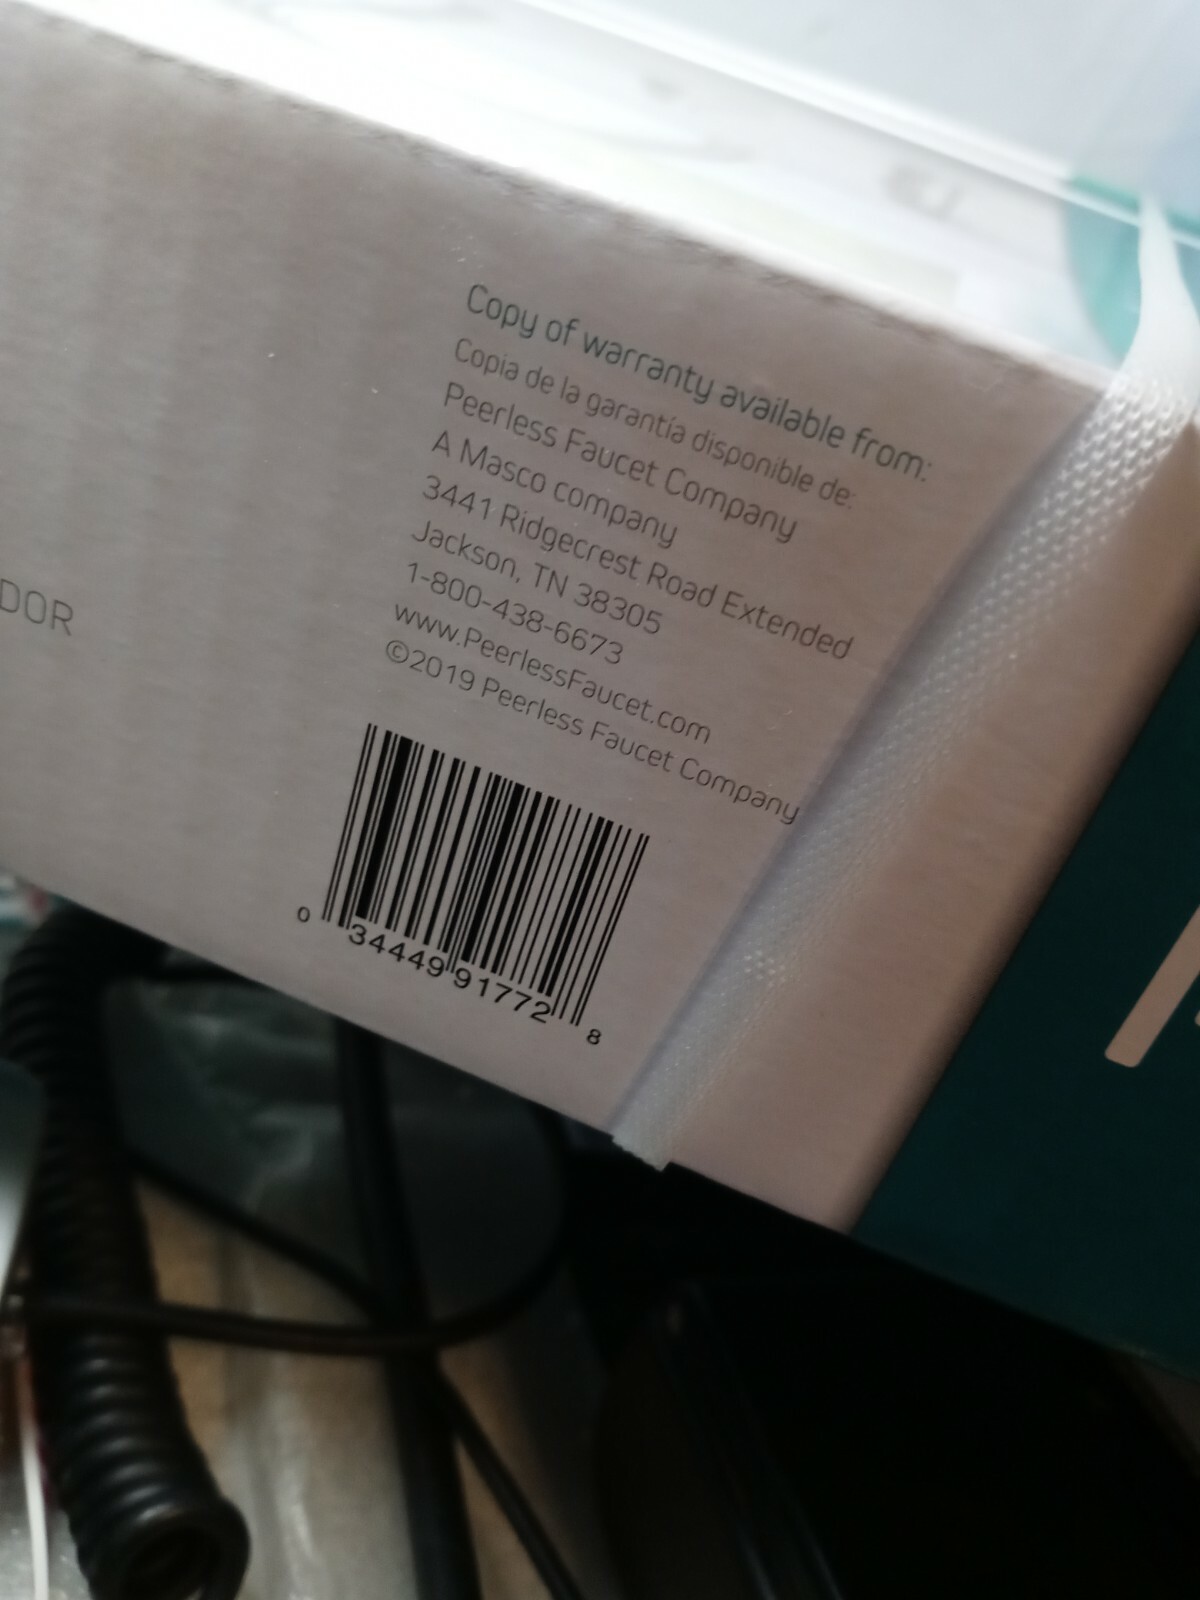 Copy of warranty available from:
Copia de la garantía disponible de:
Peerless Faucet Company
A Masco company
3441 Ridgecrest Road Extended
Jackson, TN 38305
1-800-438-6673
www.PeerlessFaucet.com
©2019 Peerless Faucet Company
DOR
0 34449 91772 8